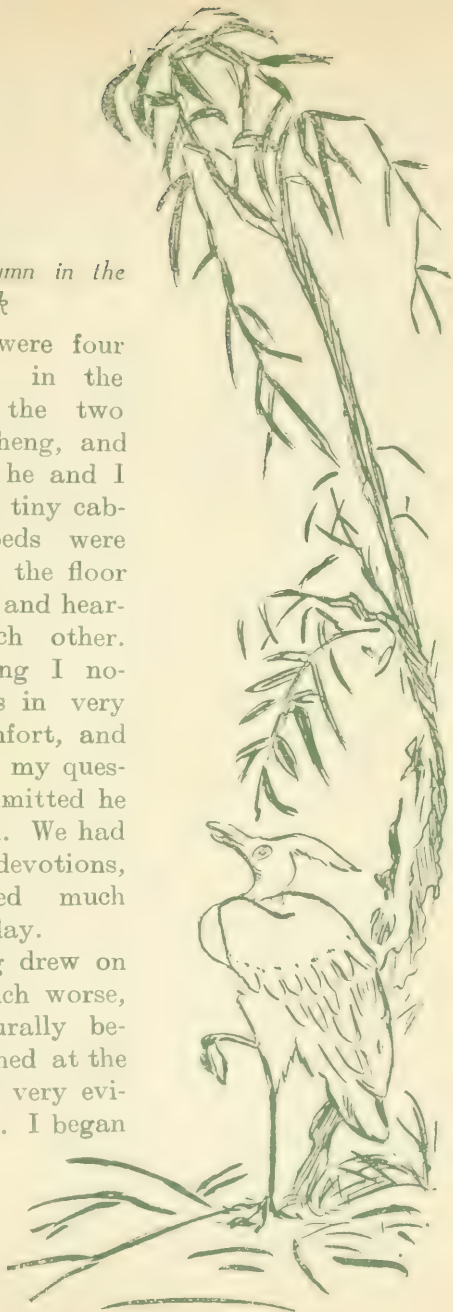 umn in the
were four
in the
the two
heng, and
he and I
tiny cab-
eds were
the floor
and hear-
ch other.
ng I no-
s in very
nfort, and
my ques-
mitted he
. We had
devotions,
ed much
lay.
g drew on
ch worse,
urally be-
ned at the
very evi-
. I began